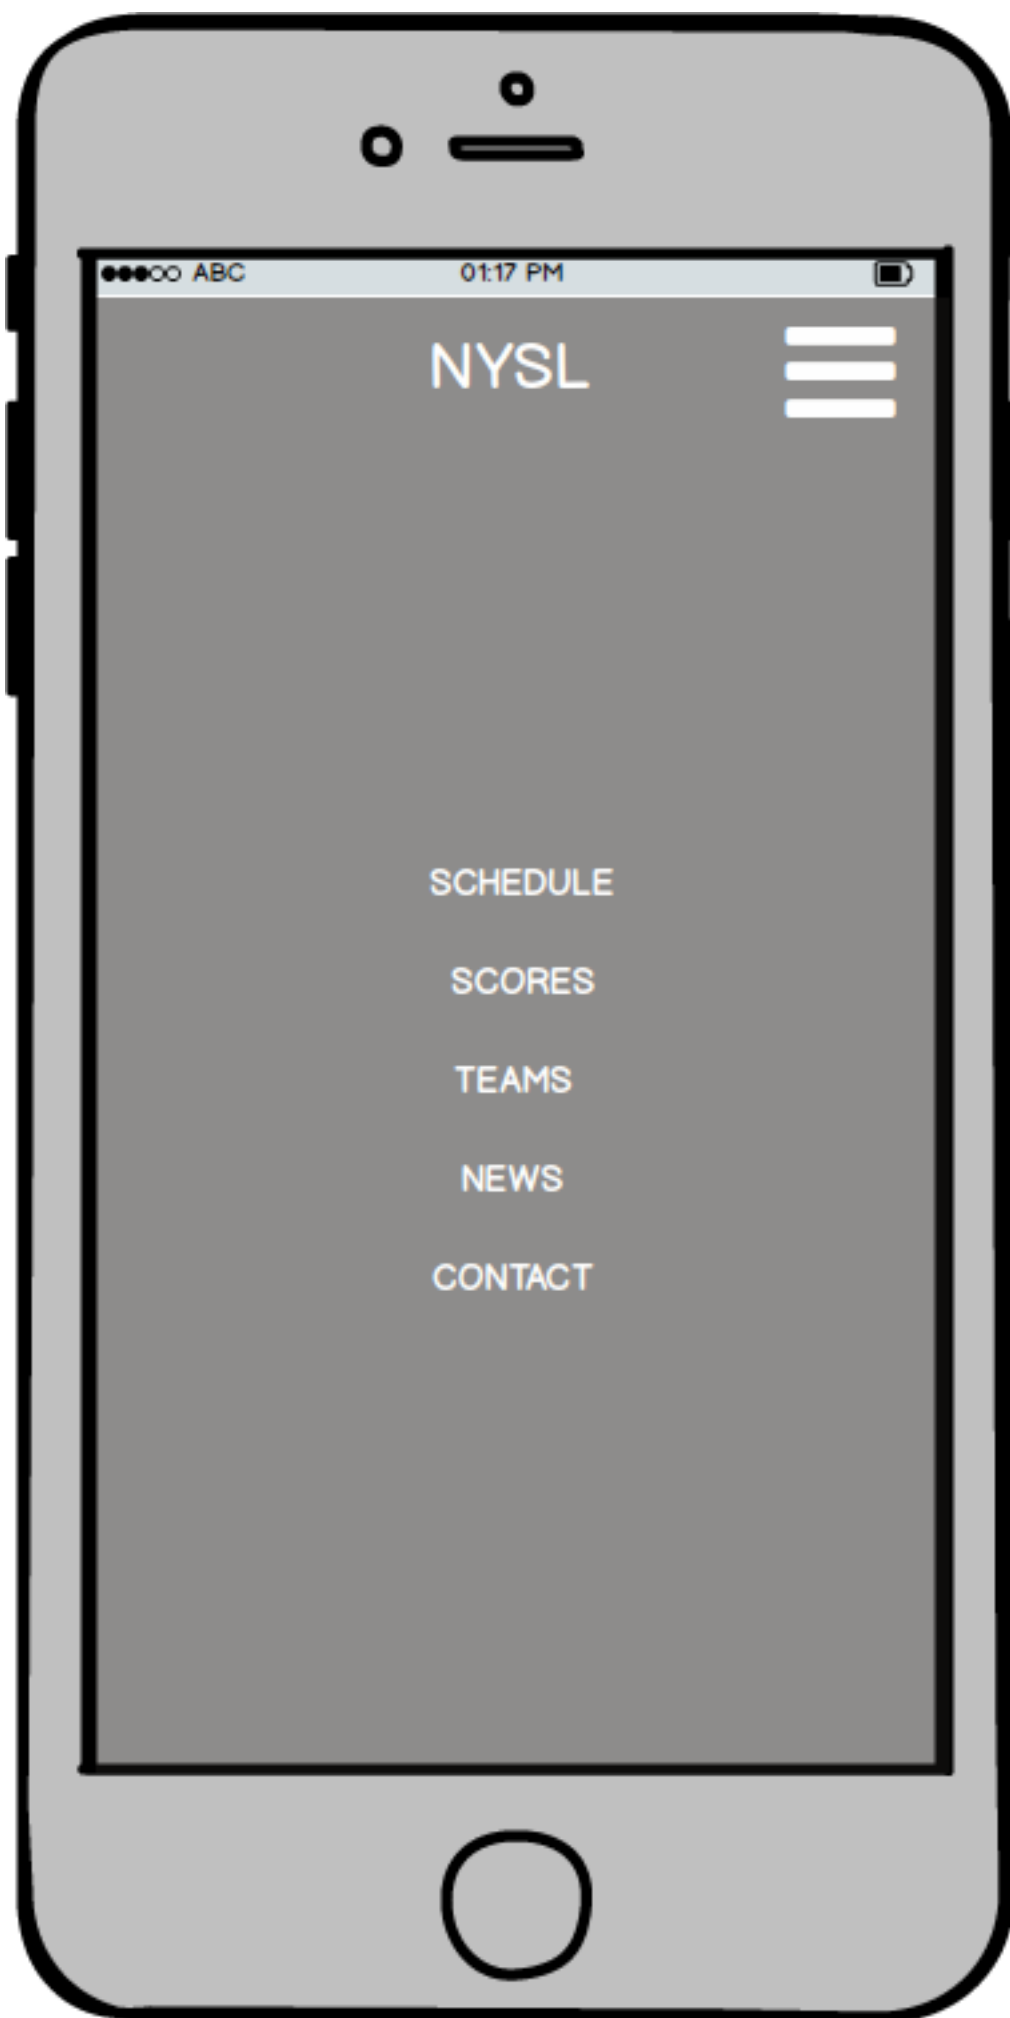 ABC 01:17 PM
NYSL
SCHEDULE
SCORES
TEAMS
NEWS
CONTACT